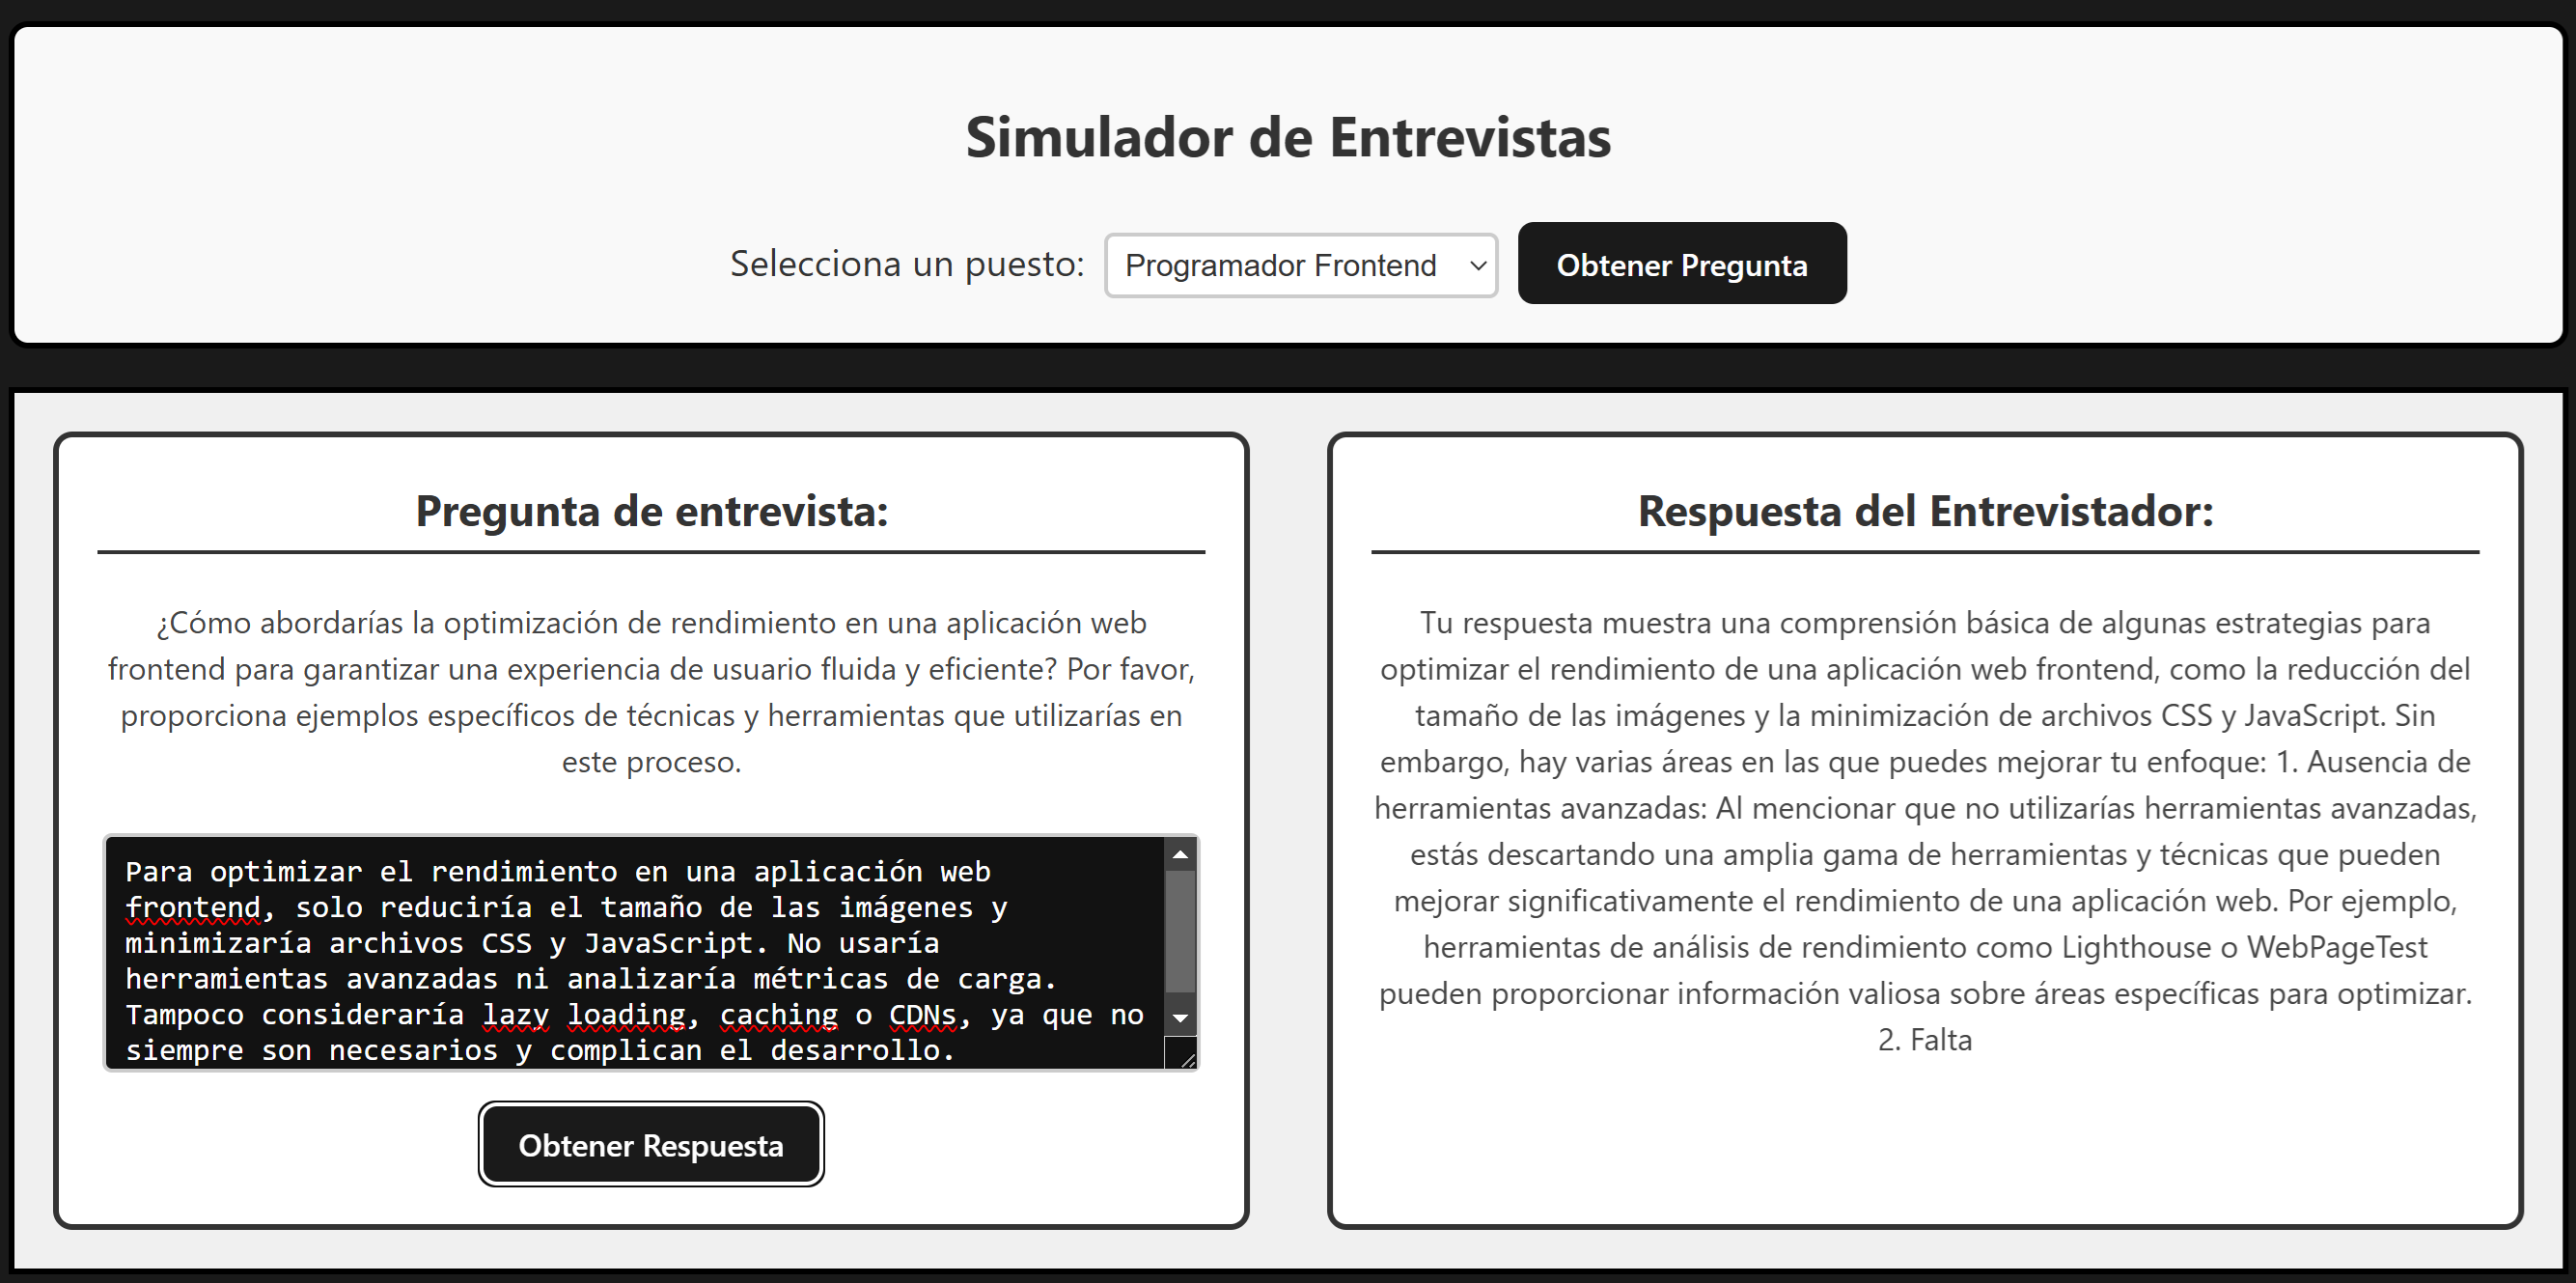 Simulador de Entrevistas
Selecciona un puesto: Programador Frontend Obtener Pregunta
Pregunta de entrevista:
¿Cómo abordarías la optimización de rendimiento en una aplicación web
frontend para garantizar una experiencia de usuario fluida y eficiente? Por favor,
proporciona ejemplos específicos de técnicas y herramientas que utilizarías en
este proceso.
Para optimizar el rendimiento en una aplicación web
frontend, solo reduciría el tamaño de las imágenes y
minimizaría archivos CSS y JavaScript. No usaría
herramientas avanzadas ni analizaría métricas de carga.
Tampoco consideraría lazy loading, caching o CDNs, ya que no
siempre son necesarios y complican el desarrollo.
Obtener Respuesta
Respuesta del Entrevistador:
Tu respuesta muestra una comprensión básica de algunas estrategias para
optimizar el rendimiento de una aplicación web frontend, como la reducción del
tamaño de las imágenes y la minimización de archivos CSS y JavaScript. Sin
embargo, hay varias áreas en las que puedes mejorar tu enfoque: 1. Ausencia de
herramientas avanzadas: Al mencionar que no utilizarías herramientas avanzadas,
estás descartando una amplia gama de herramientas y técnicas que pueden
mejorar significativamente el rendimiento de una aplicación web. Por ejemplo,
herramientas de análisis de rendimiento como Lighthouse o WebPageTest
pueden proporcionar información valiosa sobre áreas específicas para optimizar.
2. Falta